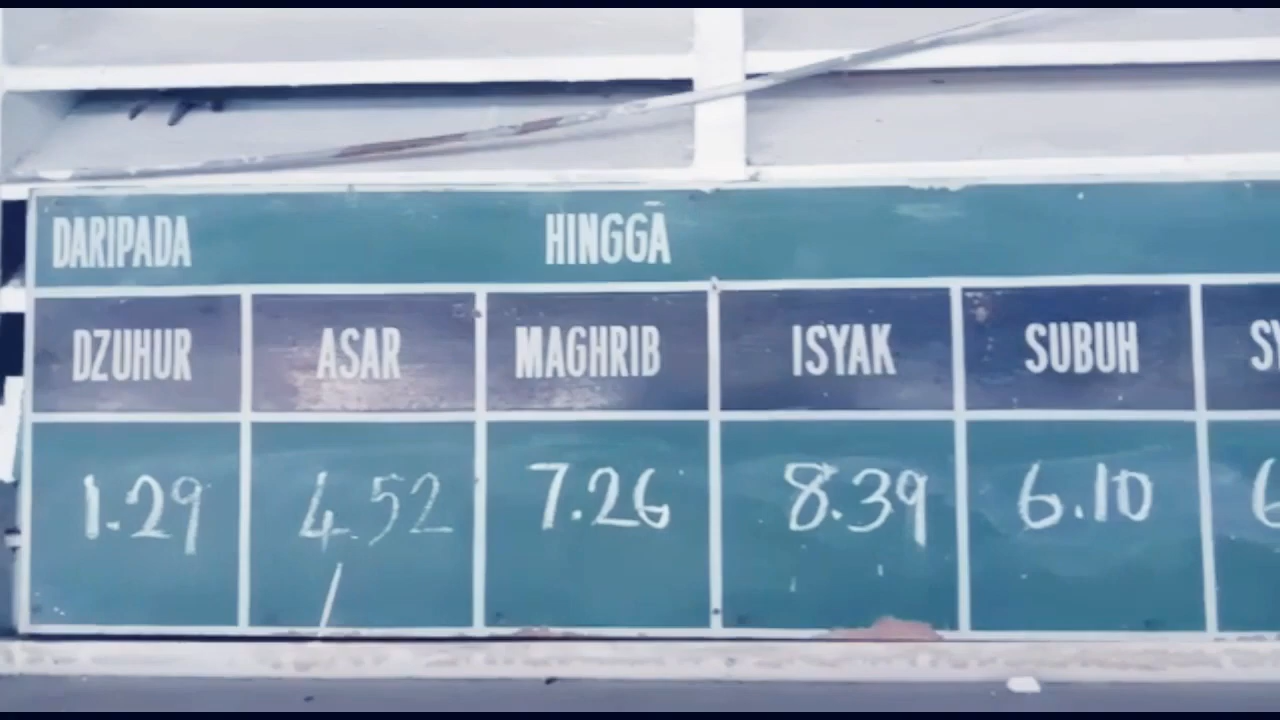 DARIPADA HINGGA
DZUHUR ASAR MAGHRIB ISYAK SUBUH
1.29 4.52 7.26 8.39 6.10